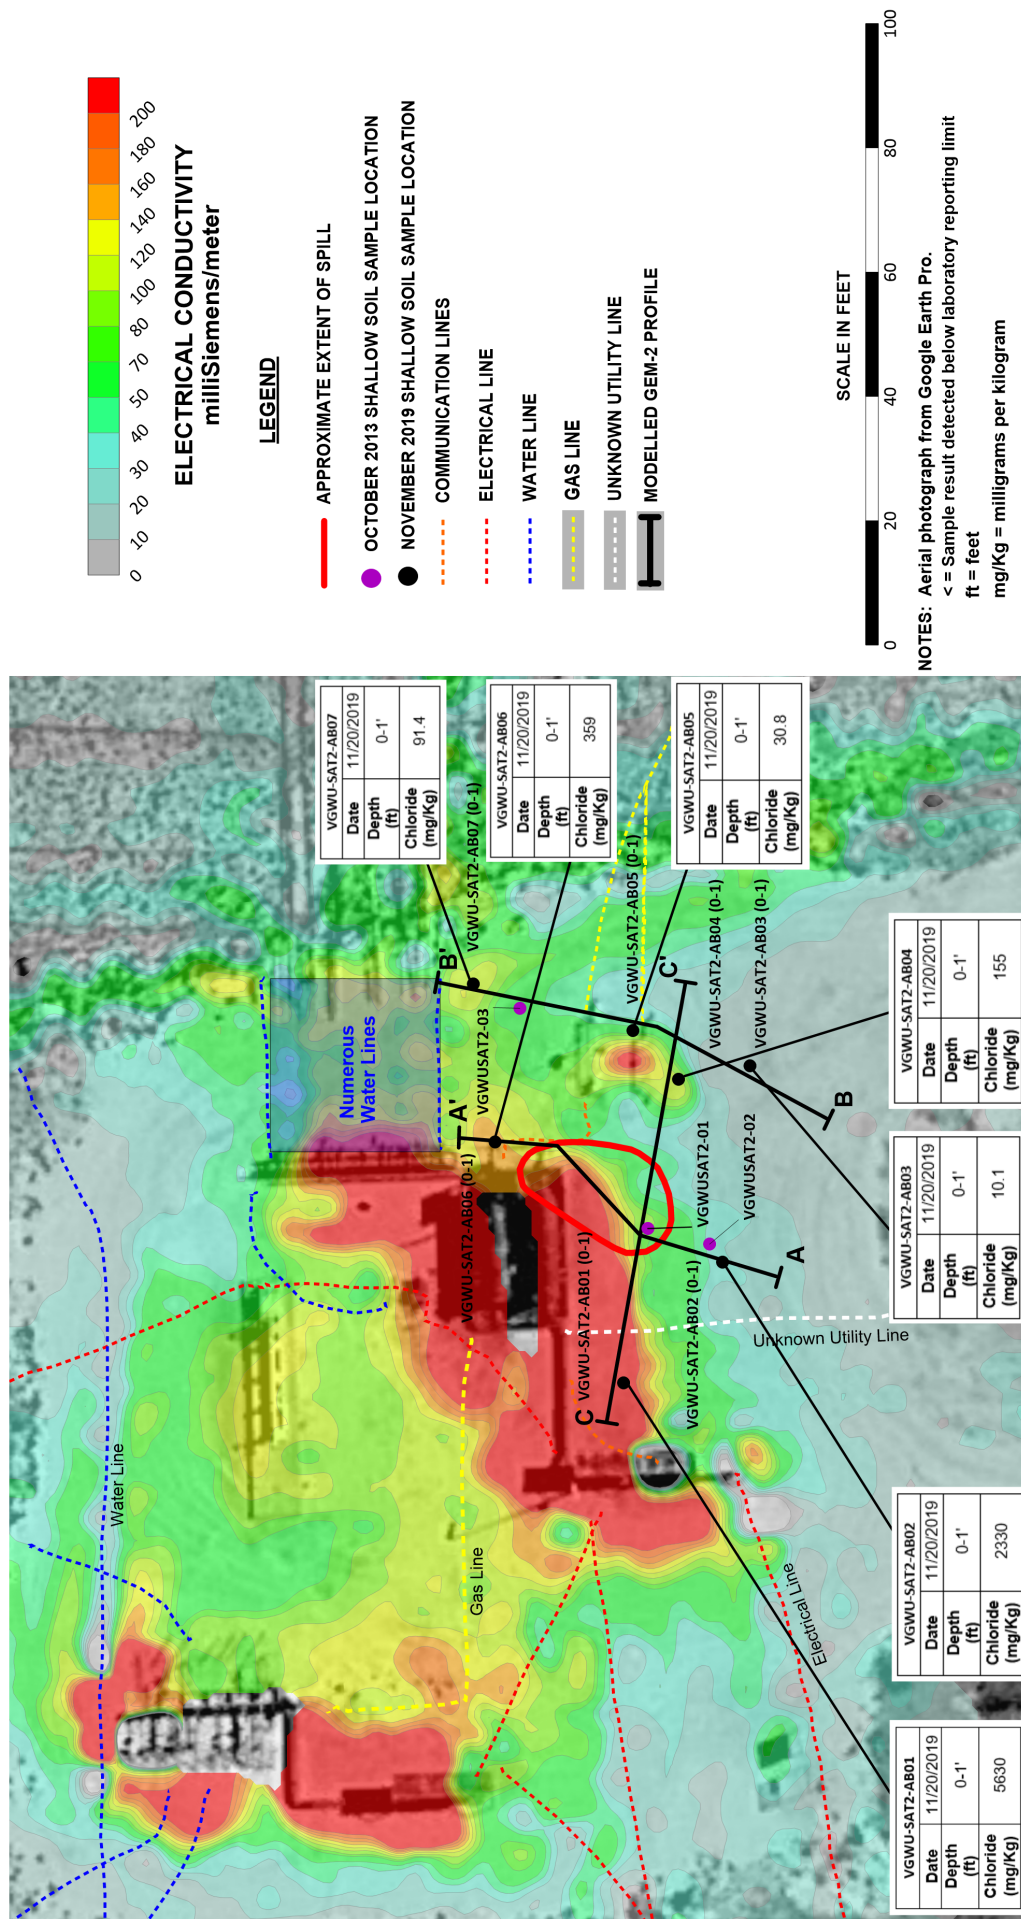 Water Line
Numerous
Water Lines
Gas Line
Electrical Line
Unknown Utility Line
A
A'
B
B'
C
C'
VGWU-SAT2-AB07 (0-1)
VGWUSAT2-03
VGWU-SAT2-AB06 (0-1)
VGWU-SAT2-AB05 (0-1)
VGWU-SAT2-AB04 (0-1)
VGWU-SAT2-AB03 (0-1)
VGWUSAT2-01
VGWUSAT2-02
VGWU-SAT2-AB01 (0-1)
VGWU-SAT2-AB02 (0-1)
VGWU-SAT2-AB07
Date 11/20/2019
Depth (ft) 0-1'
Chloride (mg/Kg) 91.4
VGWU-SAT2-AB06
Date 11/20/2019
Depth (ft) 0-1'
Chloride (mg/Kg) 359
VGWU-SAT2-AB05
Date 11/20/2019
Depth (ft) 0-1'
Chloride (mg/Kg) 30.8
VGWU-SAT2-AB01
Date 11/20/2019
Depth (ft) 0-1'
Chloride (mg/Kg) 5630
VGWU-SAT2-AB02
Date 11/20/2019
Depth (ft) 0-1'
Chloride (mg/Kg) 2330
VGWU-SAT2-AB03
Date 11/20/2019
Depth (ft) 0-1'
Chloride (mg/Kg) 10.1
VGWU-SAT2-AB04
Date 11/20/2019
Depth (ft) 0-1'
Chloride (mg/Kg) 155
0 10 20 30 40 50 70 80 100 120 140 160 180 200
ELECTRICAL CONDUCTIVITY
milliSiemens/meter
LEGEND
APPROXIMATE EXTENT OF SPILL
OCTOBER 2013 SHALLOW SOIL SAMPLE LOCATION
NOVEMBER 2019 SHALLOW SOIL SAMPLE LOCATION
COMMUNICATION LINES
ELECTRICAL LINE
WATER LINE
GAS LINE
UNKNOWN UTILITY LINE
MODELLED GEM-2 PROFILE
SCALE IN FEET
0 20 40 60 80 100
NOTES: Aerial photograph from Google Earth Pro.
< = Sample result detected below laboratory reporting limit
ft = feet
mg/Kg = milligrams per kilogram